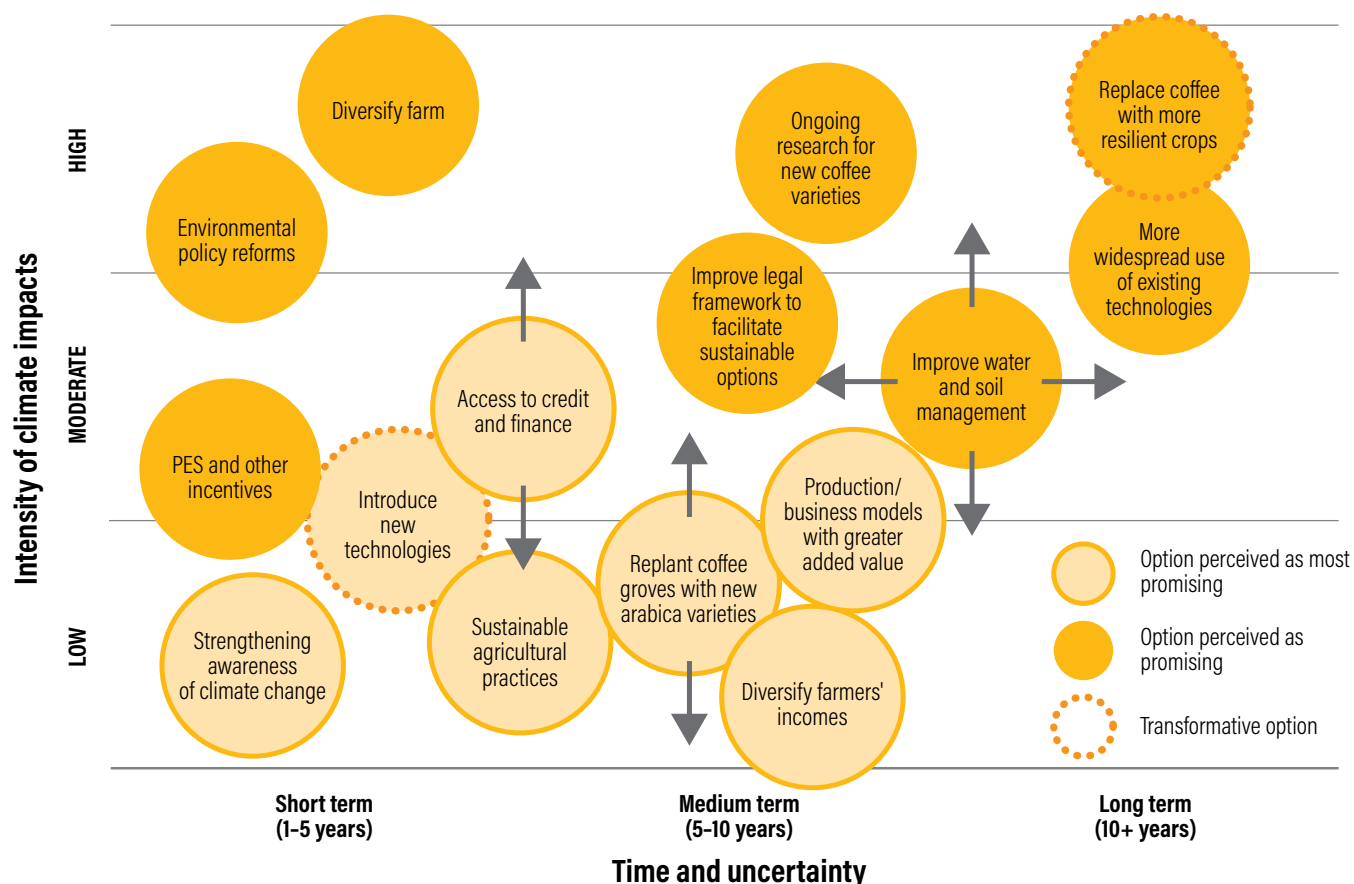 Intensity of climate impacts
HIGH
MODERATE
LOW
Diversify farm
Environmental
policy reforms
Ongoing
research for
new coffee
varieties
Replace coffee
with more
resilient crops
More
widespread use
of existing
technologies
Improve legal
framework to
facilitate
sustainable
options
Improve water
and soil
management
Access to credit
and finance
PES and other
incentives
Introduce
new
technologies
Production/
business models
with greater
added value
Replant coffee
groves with new
arabica varieties
Sustainable
agricultural
practices
Strengthening
awareness
of climate change
Diversify farmers'
incomes
Option perceived as most
promising
Option perceived as
promising
Transformative option
Short term
(1–5 years)
Medium term
(5–10 years)
Long term
(10+ years)
Time and uncertainty